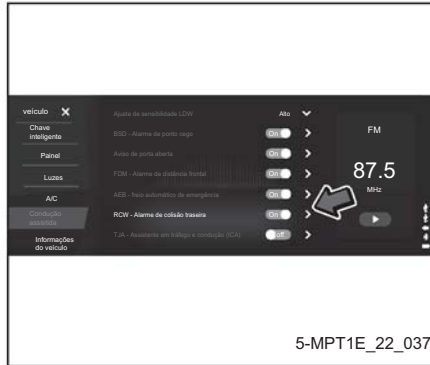 veículo X
Chave
inteligente
Painel
Luzes
A/C
Condução
assistida
Informações
do veículo
Ajuste de sensibilidade LDW Alto
BSD - Alarme de ponto cego On
Aviso de porta aberta On
FDM - Alarme da distância frontal On
AEB - freio automático de emergência On
RCW - Alarme de colisão traseira On
TJA - Assistente em tráfego e condução (ICA) off
FM
87.5
MHz
5-MPT1E_22_037